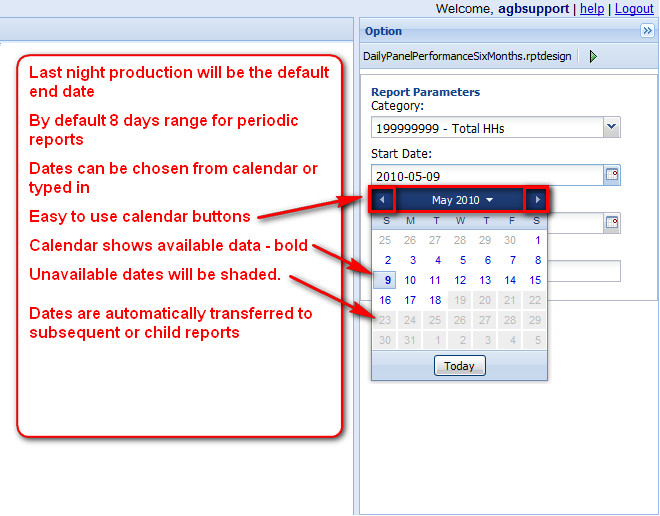 Welcome, agbsupport | help | Logout
Option
DailyPanelPerformanceSixMonths.rptdesign
Last night production will be the default
end date
By default 8 days range for periodic
reports
Dates can be chosen from calendar or
typed in
Easy to use calendar buttons
Calendar shows available data - bold
Unavailable dates will be shaded.
Dates are automatically transferred to
subsequent or child reports
Report Parameters
Category:
199999999 - Total HHs
Start Date:
2010-05-09
May 2010
S M T W T F S
25 26 27 28 29 30 1
2 3 4 5 6 7 8
9 10 11 12 13 14 15
16 17 18 19 20 21 22
23 24 25 26 27 28 29
30 31 1 2 3 4 5
Today